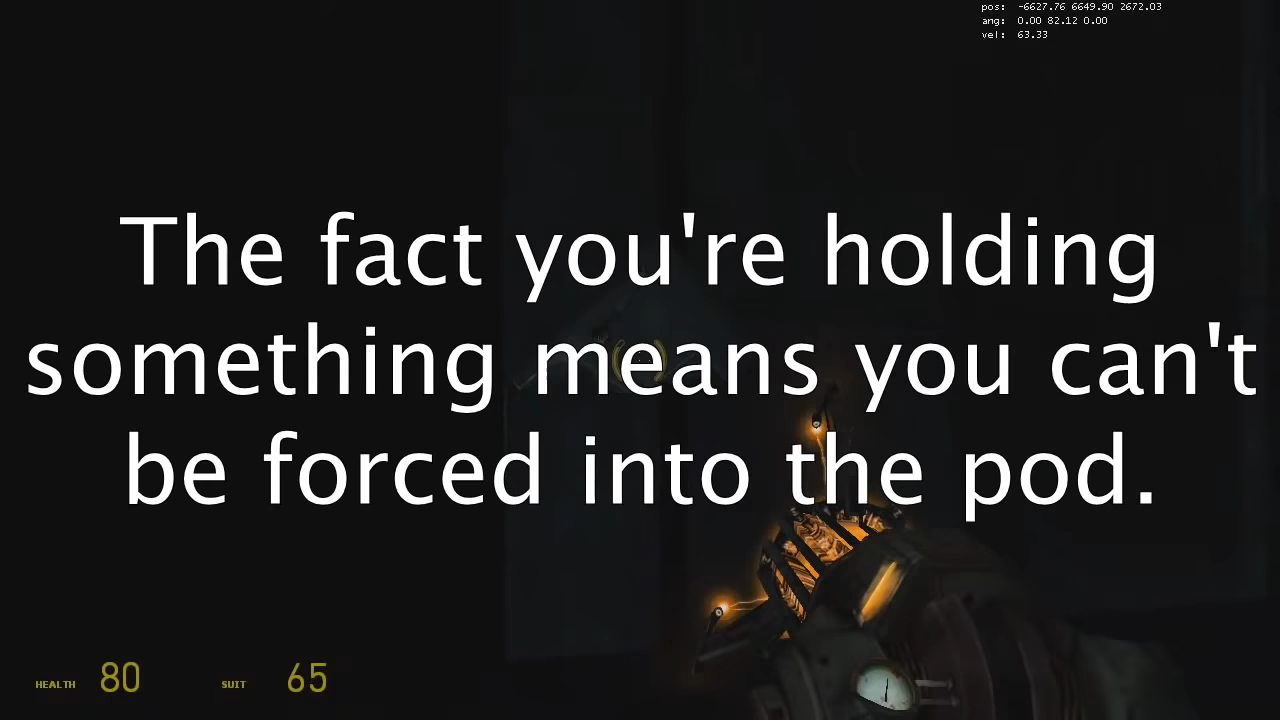 pos: -6627.76 6649.90 2672.03
ang: 0.00 82.12 0.00
vel: 63.33
The fact you're holding
something means you can't
be forced into the pod.
HEALTH 80 SUIT 65